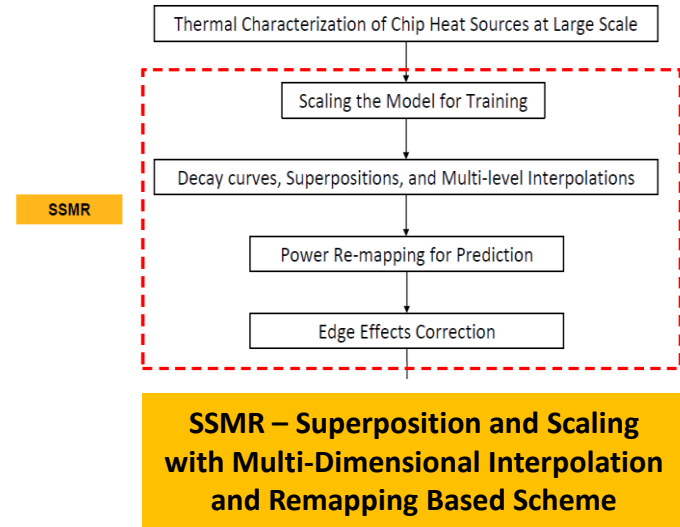 Thermal Characterization of Chip Heat Sources at Large Scale
Scaling the Model for Training
Decay curves, Superpositions, and Multi-level Interpolations
SSMR
Power Re-mapping for Prediction
Edge Effects Correction
SSMR – Superposition and Scaling
with Multi-Dimensional Interpolation
and Remapping Based Scheme